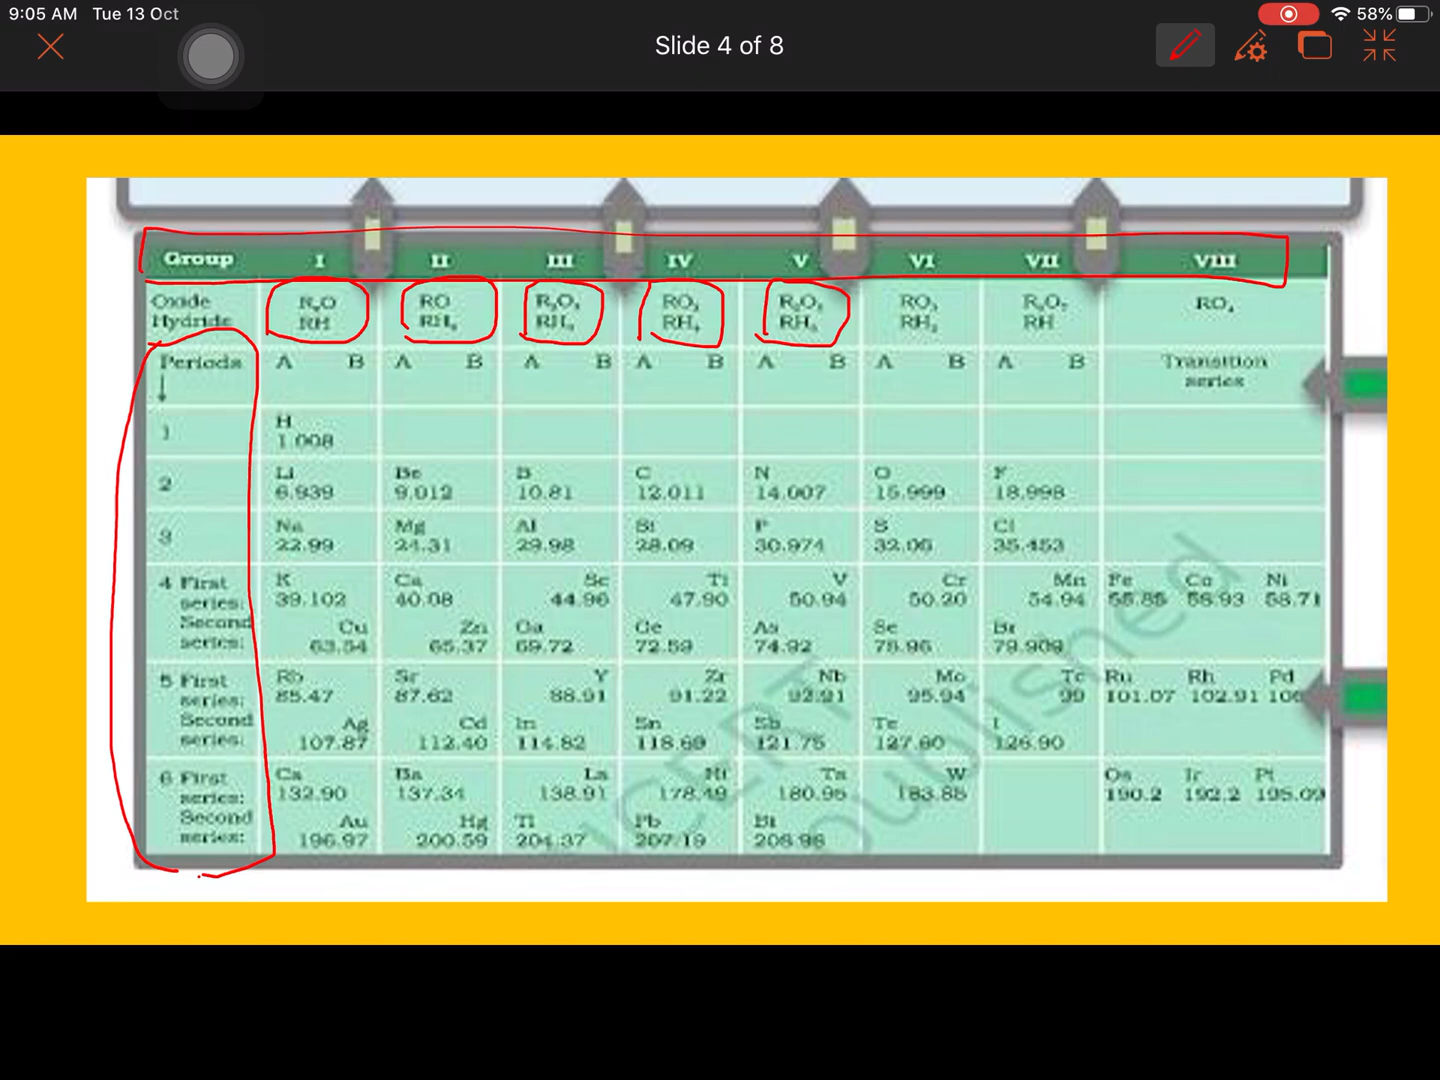 9:05 AM Tue 13 Oct
58%
Slide 4 of 8
Group I II III IV V VI VII VIII
Oxide R₂O RO R₂O₃ RO₂ R₂O₅ RO₃ R₂O₇ RO₄
Hydride RH RH₂ RH₃ RH₄ RH₃ RH₂ RH
Periods A B A B A B A B A B A B A B Transition
↓ series
1 H
1.008
2 Li Be B C N O F
6.939 9.012 10.81 12.011 14.007 15.999 18.998
3 Na Mg Al Si P S Cl
22.99 24.31 29.98 28.09 30.974 32.06 35.453
4 First K Ca Sc Ti V Cr Mn Fe Co Ni
series: 39.102 40.08 44.96 47.90 50.94 50.20 54.94 55.85 58.93 58.71
Second Cu Zn Ga Ge As Se Br
series: 63.54 65.37 69.72 72.59 74.92 78.96 79.909
5 First Rb Sr Y Zr Nb Mo Tc Ru Rh Pd
series: 85.47 87.62 88.91 91.22 92.91 95.94 99 101.07 102.91
Second Ag Cd In Sn Sb Te I
series: 107.87 112.40 114.82 118.69 121.75 127.60 126.90
6 First Cs Ba La Hf Ta W Os Ir Pt
series: 132.90 137.34 138.91 178.49 180.95 183.85 190.2 192.2 195.09
Second Au Hg Tl Pb Bi
series: 196.97 200.59 204.37 207.19 208.98
published